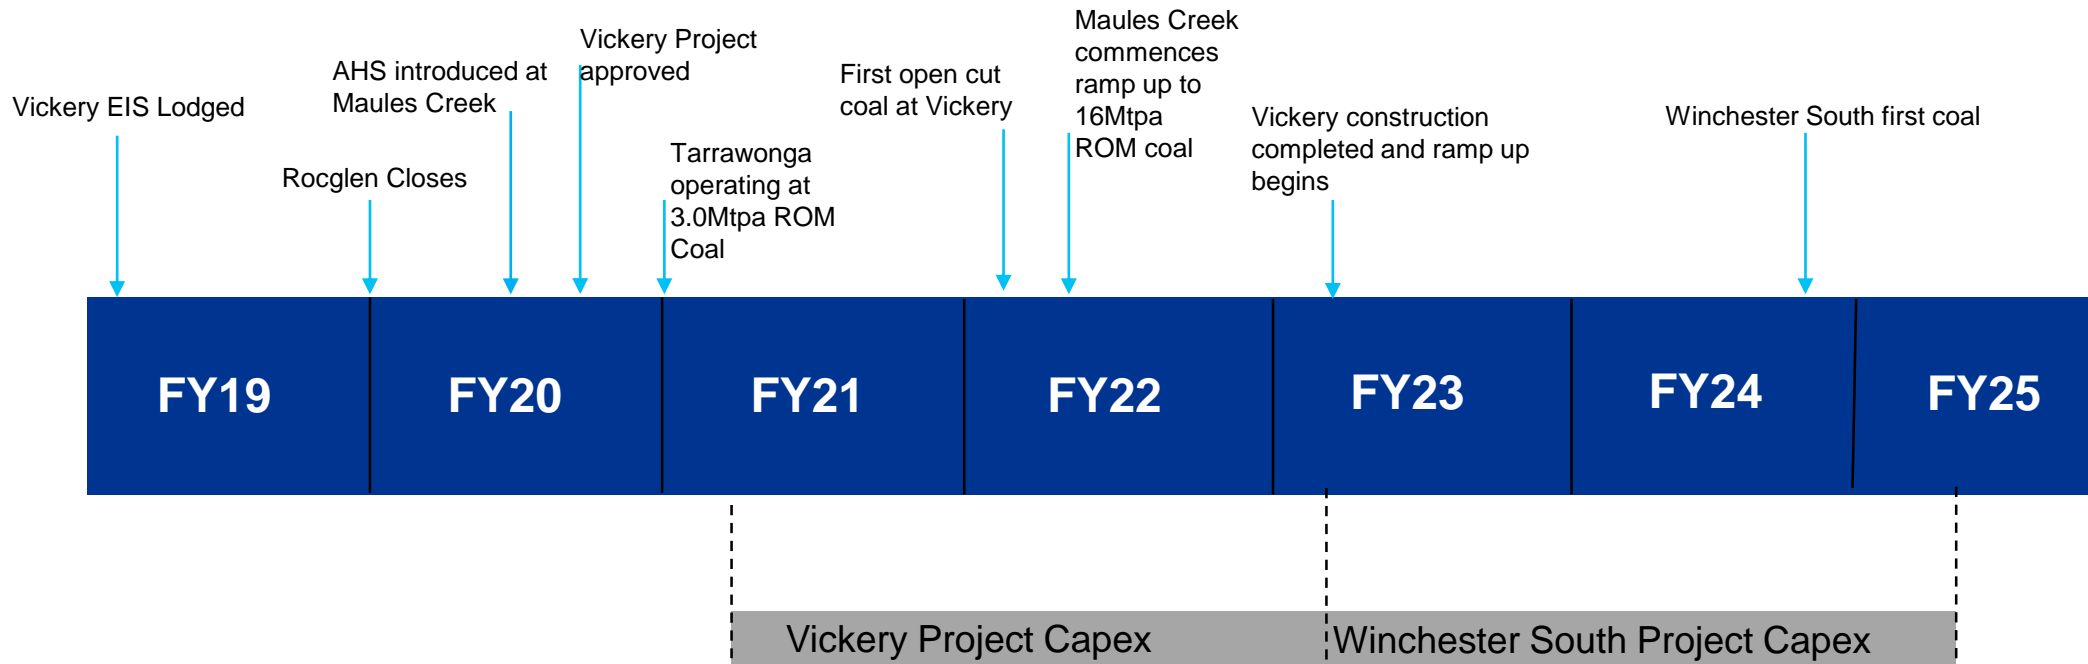 Vickery EIS Lodged
Rocglen Closes
AHS introduced at
Maules Creek
Vickery Project
approved
Tarrawonga
operating at
3.0Mtpa ROM
Coal
First open cut
coal at Vickery
Maules Creek
commences
ramp up to
16Mtpa
ROM coal
Vickery construction
completed and ramp up
begins
Winchester South first coal
FY19
FY20
FY21
FY22
FY23
FY24
FY25
Vickery Project Capex
Winchester South Project Capex